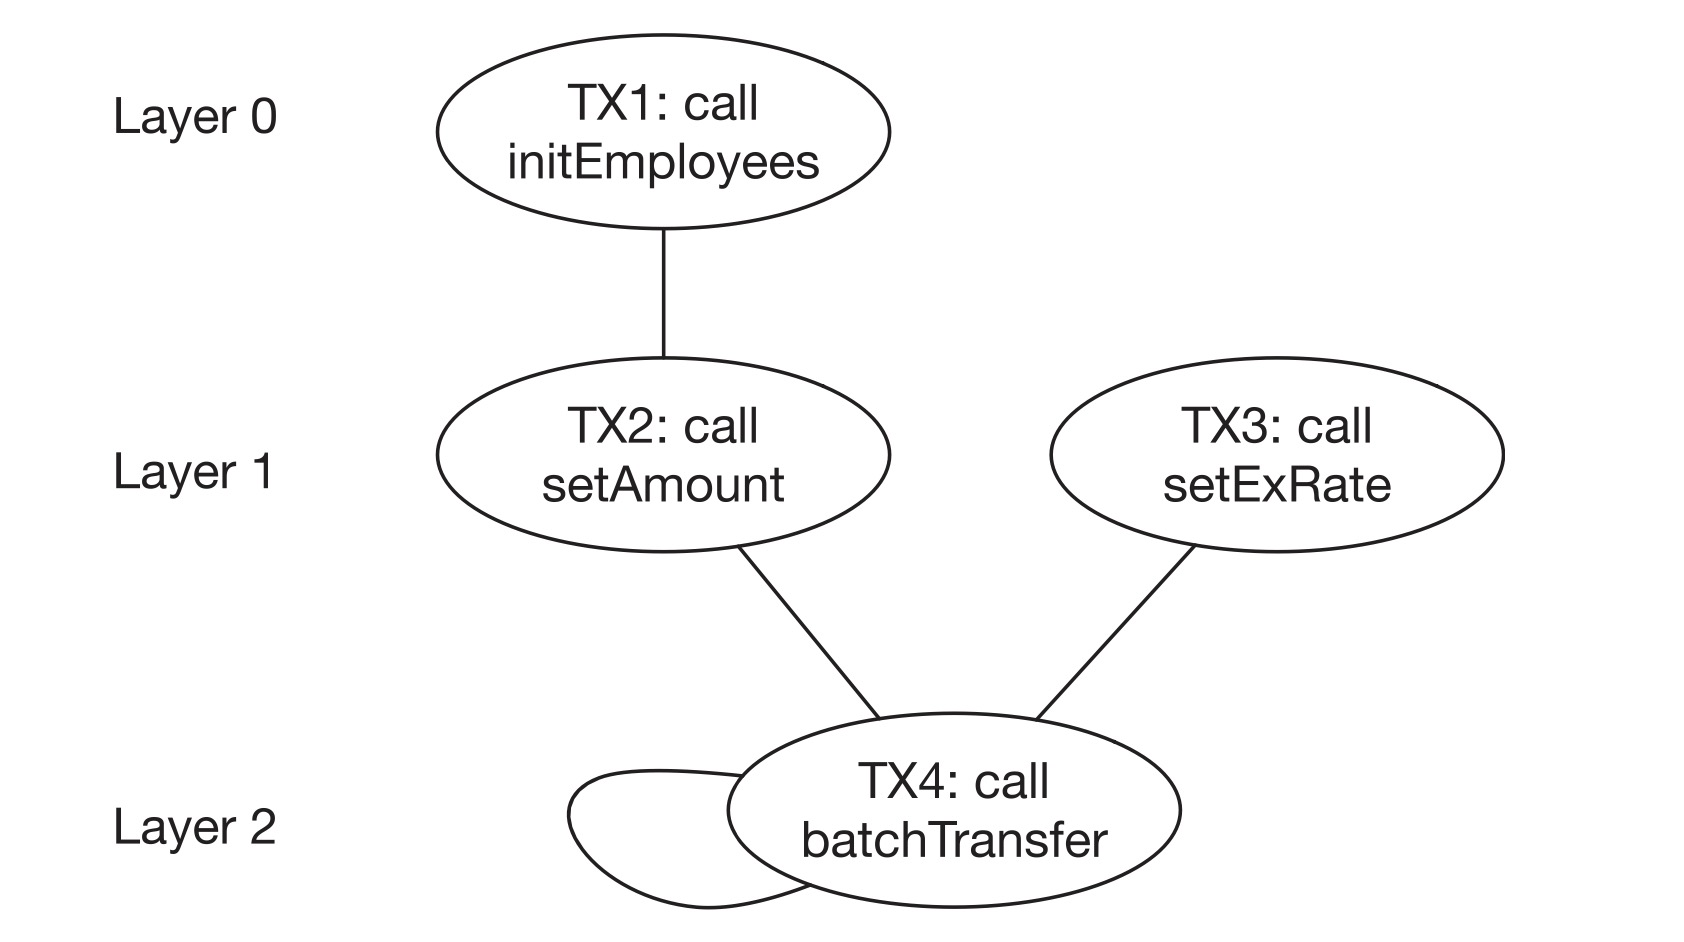 Layer 0
TX1: call
initEmployees
Layer 1
TX2: call
setAmount
TX3: call
setExRate
Layer 2
TX4: call
batchTransfer